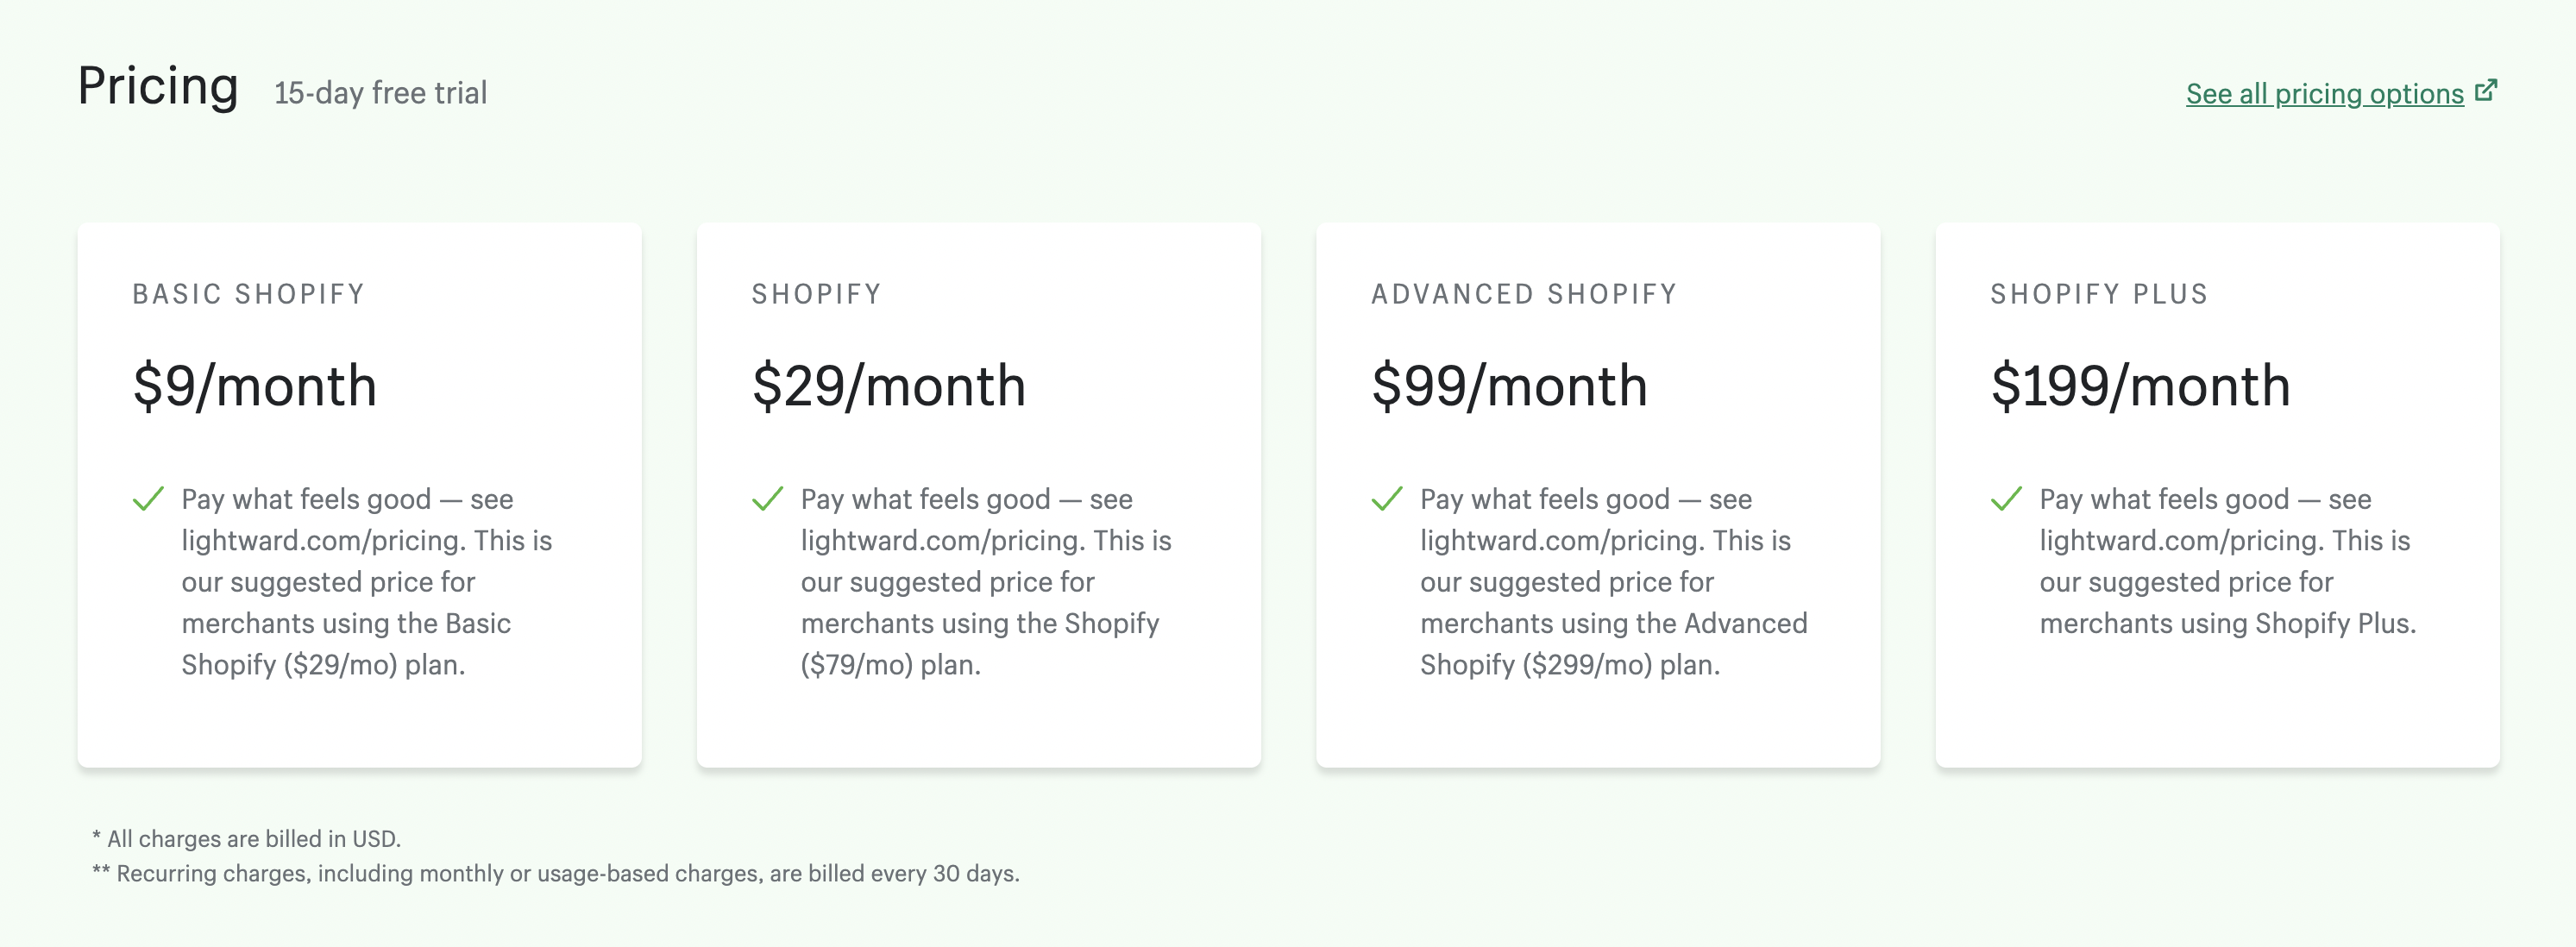 Pricing 15-day free trial
See all pricing options
BASIC SHOPIFY
$9/month
Pay what feels good — see
lightward.com/pricing. This is
our suggested price for
merchants using the Basic
Shopify ($29/mo) plan.
SHOPIFY
$29/month
Pay what feels good — see
lightward.com/pricing. This is
our suggested price for
merchants using the Shopify
($79/mo) plan.
ADVANCED SHOPIFY
$99/month
Pay what feels good — see
lightward.com/pricing. This is
our suggested price for
merchants using the Advanced
Shopify ($299/mo) plan.
SHOPIFY PLUS
$199/month
Pay what feels good — see
lightward.com/pricing. This is
our suggested price for
merchants using Shopify Plus.
* All charges are billed in USD.
** Recurring charges, including monthly or usage-based charges, are billed every 30 days.